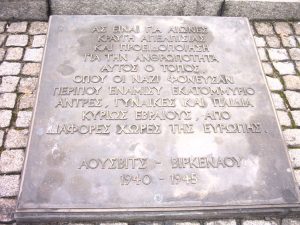 ΑΣ ΕΙΝΑΙ ΓΙΑ ΑΙΩΝΕΣ
ΚΡΑΥΓΗ ΑΠΕΛΠΙΣΙΑΣ
ΚΑΙ ΠΡΟΕΙΔΟΠΟΙΗΣΗ
ΓΙΑ ΤΗΝ ΑΝΘΡΩΠΟΤΗΤΑ
ΑΥΤΟΣ Ο ΤΟΠΟΣ
ΟΠΟΥ ΟΙ ΝΑΖΙ ΦΟΝΕΥΣΑΝ
ΠΕΡΙΠΟΥ ΕΝΑΜΙΣΥ ΕΚΑΤΟΜΜΥΡΙΟ
ΑΝΤΡΕΣ, ΓΥΝΑΙΚΕΣ ΚΑΙ ΠΑΙΔΙΑ
ΚΥΡΙΩΣ ΕΒΡΑΙΟΥΣ, ΑΠΟ
ΔΙΑΦΟΡΕΣ ΧΩΡΕΣ ΤΗΣ ΕΥΡΩΠΗΣ.
ΑΟΥΣΒΙΤΣ - ΒΙΡΚΕΝΑΟΥ
1940 - 1945